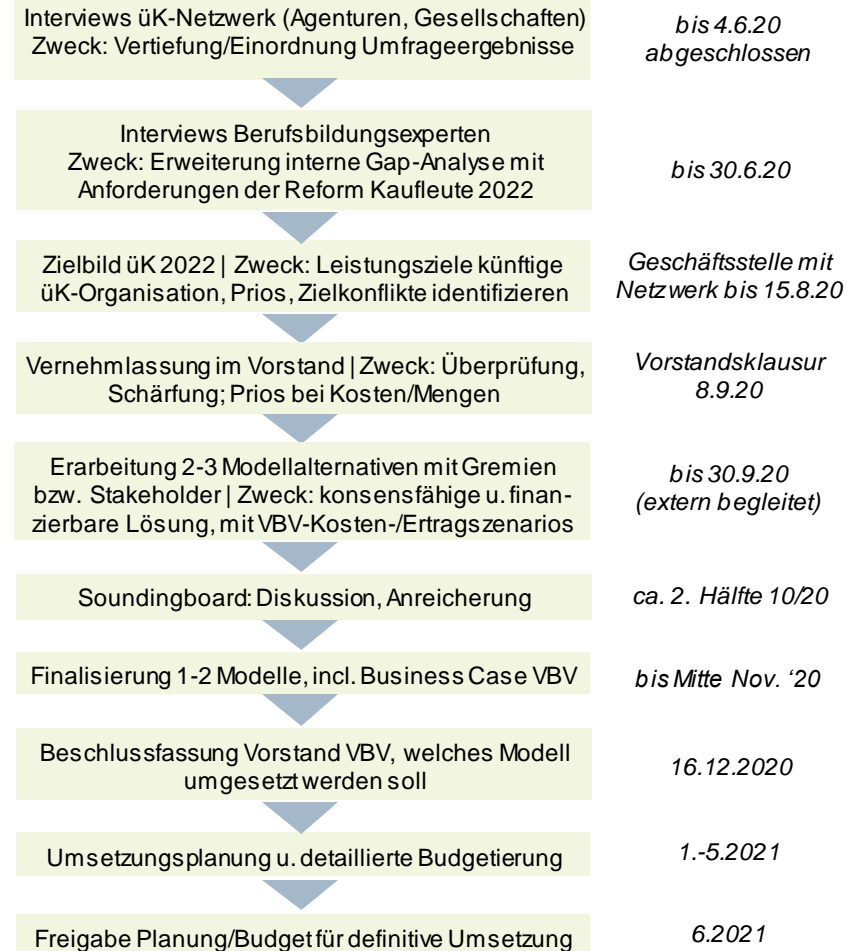 Interviews üK-Netzwerk (Agenturen, Gesellschaften)
Zweck: Vertiefung/Einordnung Umfrageergebnisse
bis 4.6.20
abgeschlossen
Interviews Berufsbildungsexperten
Zweck: Erweiterung interne Gap-Analyse mit
Anforderungen der Reform Kaufleute 2022
bis 30.6.20
Zielbild üK 2022 | Zweck: Leistungsziele künftige
üK-Organisation, Prios, Zielkonflikte identifizieren
Geschäftsstelle mit
Netzwerk bis 15.8.20
Vernehmlassung im Vorstand | Zweck: Überprüfung,
Schärfung; Prios bei Kosten/Mengen
Vorstandsklausur
8.9.20
Erarbeitung 2-3 Modellalternativen mit Gremien
bzw. Stakeholder | Zweck: konsensfähige u. finan-
zierbare Lösung, mit VBV-Kosten-/Ertragszenarios
bis 30.9.20
(extern begleitet)
Soundingboard: Diskussion, Anreicherung
ca. 2. Hälfte 10/20
Finalisierung 1-2 Modelle, incl. Business Case VBV
bis Mitte Nov. ‘20
Beschlussfassung Vorstand VBV, welches Modell
umgesetzt werden soll
16.12.2020
Umsetzungsplanung u. detaillierte Budgetierung
1.-5.2021
Freigabe Planung/Budget für definitive Umsetzung
6.2021